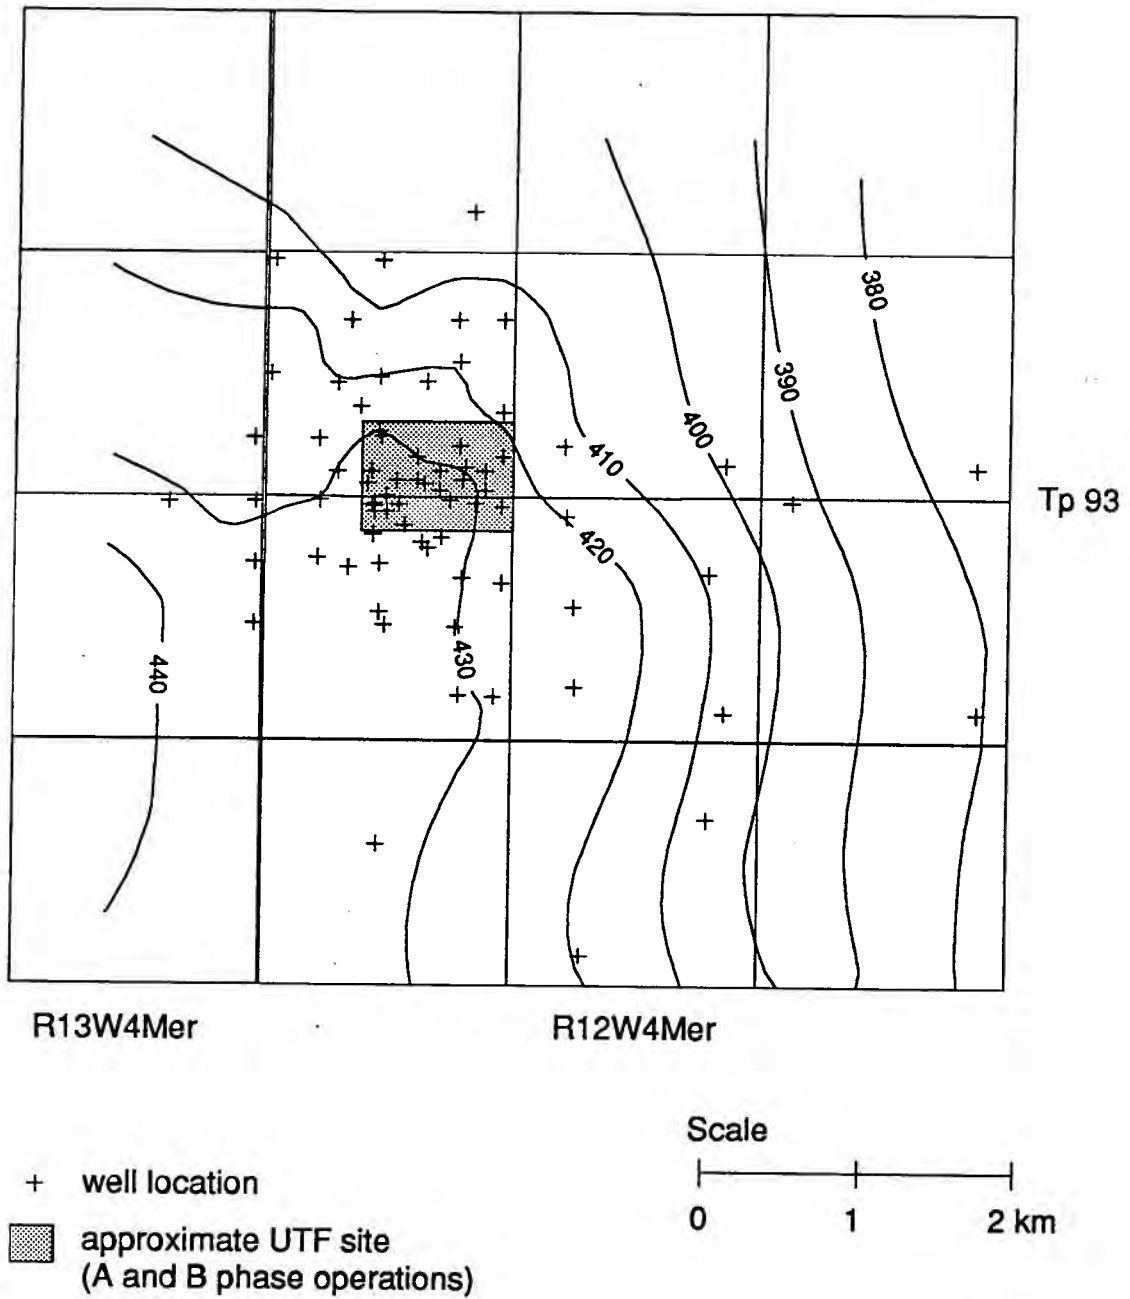 380
390
400
410
Tp 93
420
430
440
R13W4Mer
R12W4Mer
Scale
0 1 2 km
+ well location
approximate UTF site
(A and B phase operations)